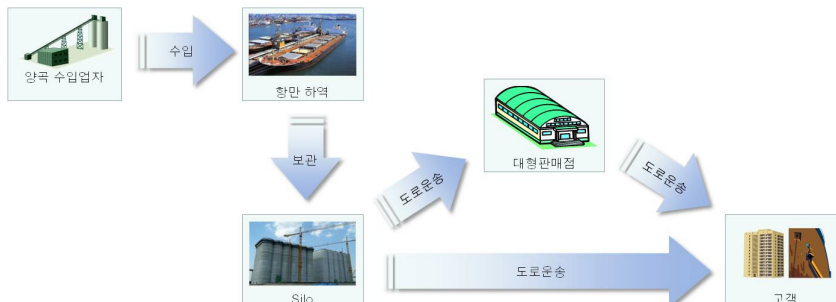 수입
양곡 수입업자
항만 하역
보관
대형판매점
도로운송
도로운송
Silo
도로운송
고객